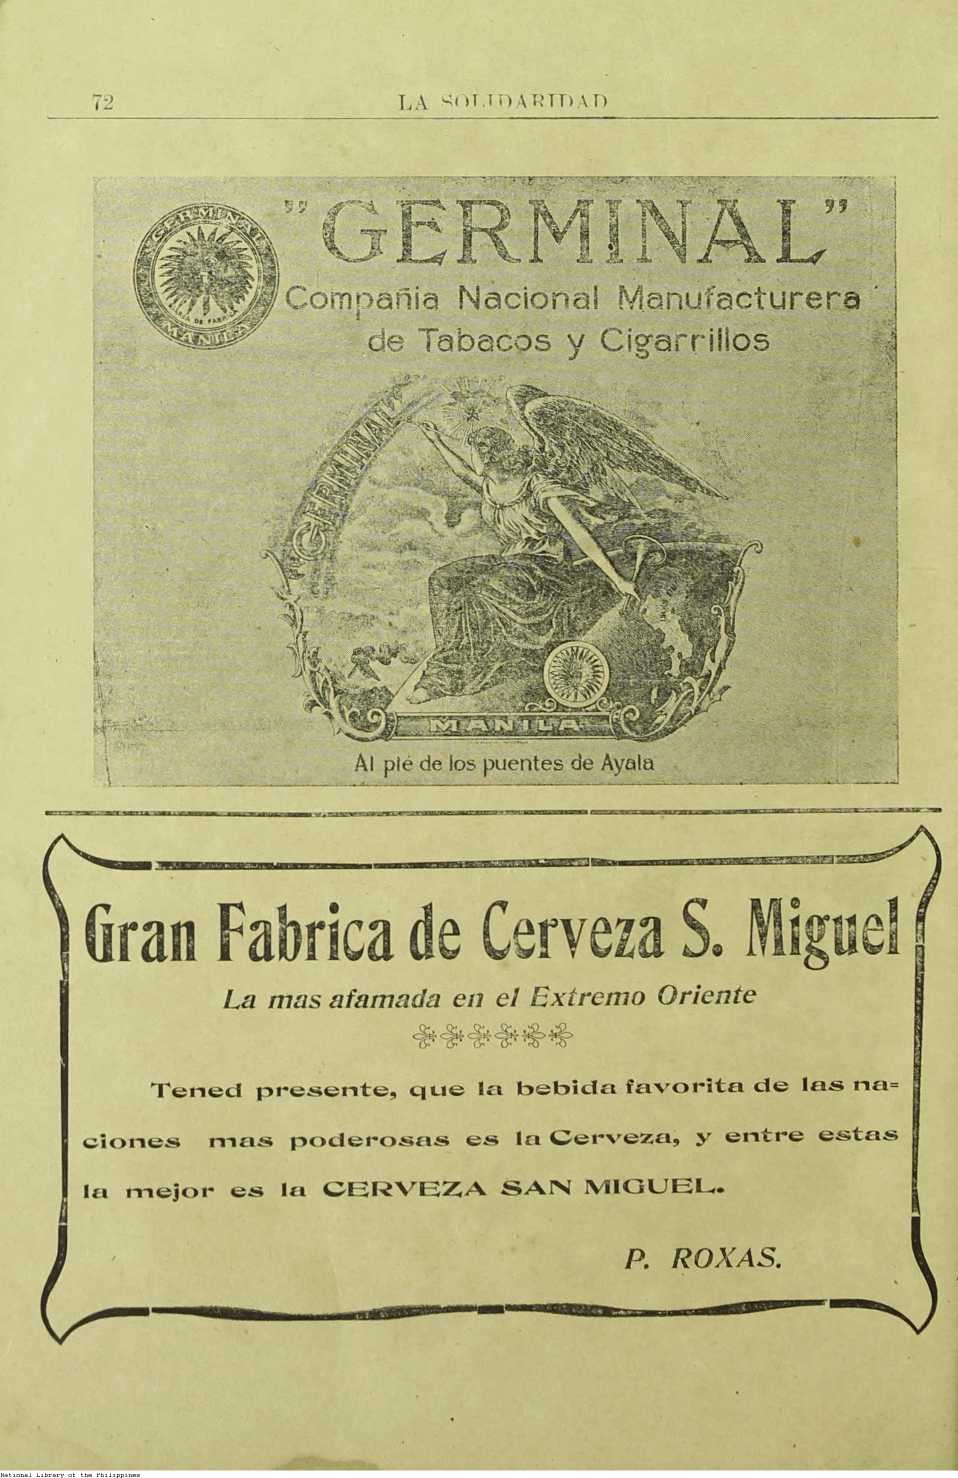 72
LA SOLIDARIDAD
"GERMINAL"
GERMINAL
MANILA
Compañia Nacional Manufacturera
de Tabacos y Cigarrillos
GERMINAL
MANILA
Al pié de los puentes de Ayala
Gran Fabrica de Cerveza S. Miguel
La mas afamada en el Extremo Oriente
Tened presente, que la bebida favorita de las na=
ciones mas poderosas es la Cerveza, y entre estas
la mejor es la CERVEZA SAN MIGUEL.
P. ROXAS.
National Library of the Philippines